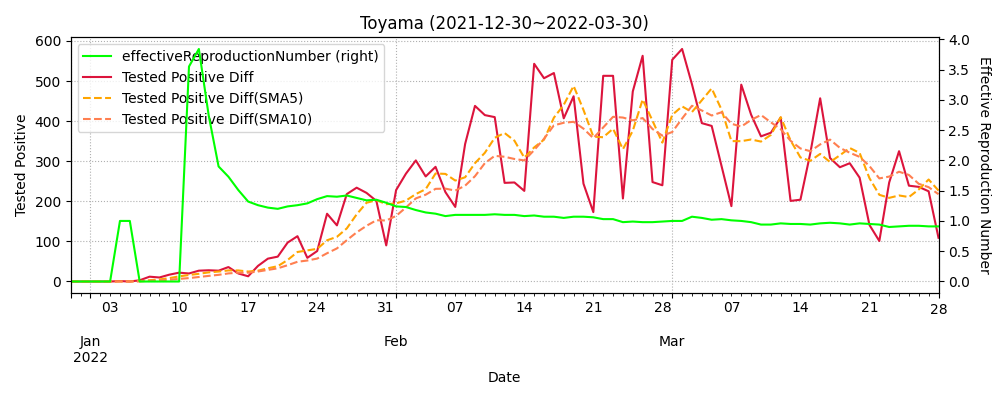 Toyama (2021-12-30~2022-03-30)
effectiveReproductionNumber (right)
Tested Positive Diff
Tested Positive Diff(SMA5)
Tested Positive Diff(SMA10)
Tested Positive
600
500
400
300
200
100
0
4.0
3.5
3.0
2.5
2.0
1.5
1.0
0.5
0.0
Effective Reproduction Number
03 10 17 24 31 07 14 21 28 07 14 21 28
Jan Feb Mar
2022
Date